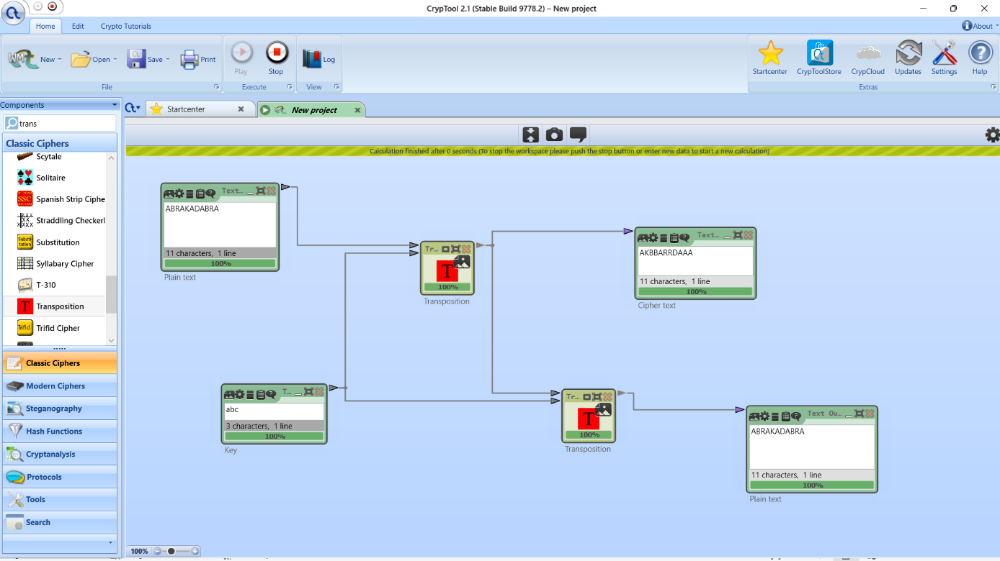 CrypTool 2.1 (Stable Build 9778.2) – New project
Home Edit Crypto Tutorials
About
New Open Save Print
Play Stop Log
File Execute View
Startcenter CrypToolStore CrypCloud Updates Settings Help
Extras
Components
Startcenter New project
trans
Classic Ciphers
Scytale
Solitaire
Spanish Strip Ciphe
Straddling Checkerl
Substitution
Syllabary Cipher
T-310
Transposition
Trifid Cipher
Classic Ciphers
Modern Ciphers
Steganography
Hash Functions
Cryptanalysis
Protocols
Tools
Search
Calculation finished after 0 seconds (To stop the workspace please push the stop button or enter new data to start a new calculation)
Text...
ABRAKADABRA
11 characters, 1 line
100%
Plain text
Tr...
T
100%
Transposition
Text...
AKBBARRDAAA
11 characters, 1 line
100%
Cipher text
T...
abc
3 characters, 1 line
100%
Key
Tr...
T
100%
Transposition
Text Ou...
ABRAKADABRA
11 characters, 1 line
100%
Plain text
100%